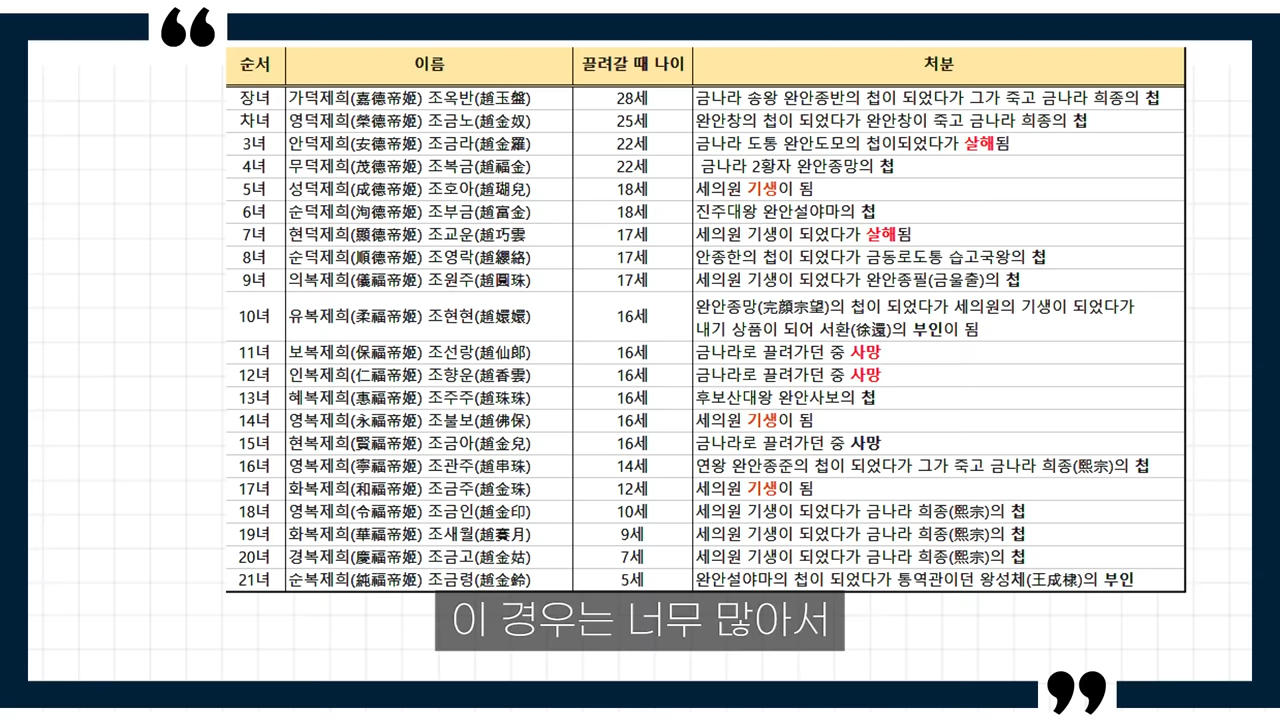 순서 이름 끌려갈 때 나이 처분
장녀 가덕제희(嘉德帝姬) 조옥반(趙玉盤) 28세 금나라 송왕 완안종반의 첩이 되었다가 그가 죽고 금나라 희종의 첩
차녀 영덕제희(榮德帝姬) 조금노(趙金奴) 25세 완안창의 첩이 되었다가 완안창이 죽고 금나라 희종의 첩
3녀 안덕제희(安德帝姬) 조금라(趙金羅) 22세 금나라 도통 완안도모의 첩이되었다가 살해됨
4녀 무덕제희(茂德帝姬) 조복금(趙福金) 22세 금나라 2황자 완안종망의 첩
5녀 성덕제희(成德帝姬) 조호아(趙瑚兒) 18세 세의원 기생이 됨
6녀 순덕제희(洵德帝姬) 조부금(趙富金) 18세 진주대왕 완안설야마의 첩
7녀 현덕제희(顯德帝姬) 조교운(趙巧雲 17세 세의원 기생이 되었다가 살해됨
8녀 순덕제희(順德帝姬) 조영락(趙纓絡) 17세 안종한의 첩이 되었다가 금동로도통 습고국왕의 첩
9녀 의복제희(儀福帝姬) 조원주(趙圓珠) 17세 세의원 기생이 되었다가 완안종필(금울출)의 첩
10녀 유복제희(柔福帝姬) 조현현(趙嬛嬛) 16세 완안종망(完顔宗望)의 첩이 되었다가 세의원의 기생이 되었다가
내기 상품이 되어 서환(徐還)의 부인이 됨
11녀 보복제희(保福帝姬) 조선랑(趙仙郎) 16세 금나라로 끌려가던 중 사망
12녀 인복제희(仁福帝姬) 조향운(趙香雲) 16세 금나라로 끌려가던 중 사망
13녀 혜복제희(惠福帝姬) 조주주(趙珠珠) 16세 후보산대왕 완안사보의 첩
14녀 영복제희(永福帝姬) 조불보(趙佛保) 16세 세의원 기생이 됨
15녀 현복제희(賢福帝姬) 조금아(趙金兒) 16세 금나라로 끌려가던 중 사망
16녀 영복제희(寧福帝姬) 조관주(趙串珠) 14세 연왕 완안종준의 첩이 되었다가 그가 죽고 금나라 희종(熙宗)의 첩
17녀 화복제희(和福帝姬) 조금주(趙金珠) 12세 세의원 기생이 됨
18녀 영복제희(令福帝姬) 조금인(趙金印) 10세 세의원 기생이 되었다가 금나라 희종(熙宗)의 첩
19녀 화복제희(華福帝姬) 조새월(趙賽月) 9세 세의원 기생이 되었다가 금나라 희종(熙宗)의 첩
20녀 경복제희(慶福帝姬) 조금고(趙金姑) 7세 세의원 기생이 되었다가 금나라 희종(熙宗)의 첩
21녀 순복제희(純福帝姬) 조금령(趙金鈴) 5세 완안설야마의 첩이 되었다가 통역관이던 왕성체(王成棣)의 부인
이 경우는 너무 많아서